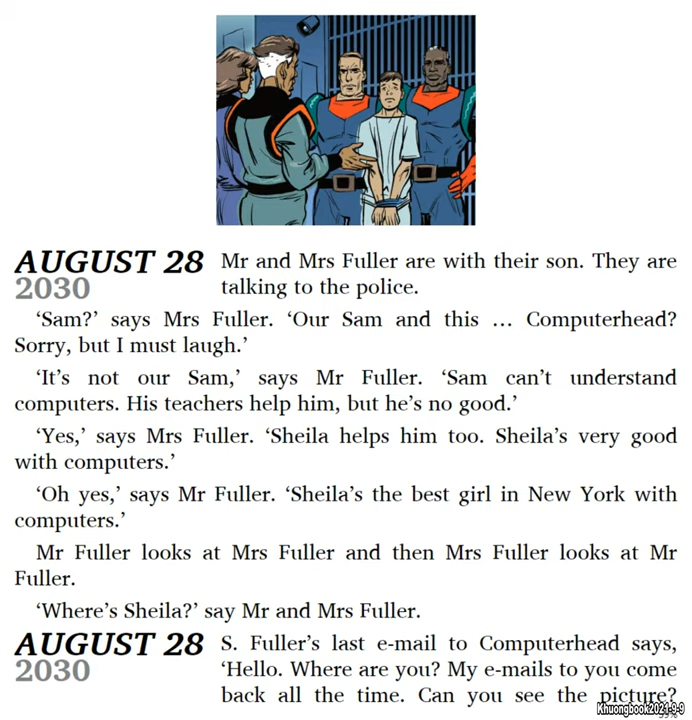 AUGUST 28 Mr and Mrs Fuller are with their son. They are
2030 talking to the police.
‘Sam?’ says Mrs Fuller. ‘Our Sam and this … Computerhead?
Sorry, but I must laugh.’
‘It’s not our Sam,’ says Mr Fuller. ‘Sam can’t understand
computers. His teachers help him, but he’s no good.’
‘Yes,’ says Mrs Fuller. ‘Sheila helps him too. Sheila’s very good
with computers.’
‘Oh yes,’ says Mr Fuller. ‘Sheila’s the best girl in New York with
computers.’
Mr Fuller looks at Mrs Fuller and then Mrs Fuller looks at Mr
Fuller.
‘Where’s Sheila?’ say Mr and Mrs Fuller.
AUGUST 28 S. Fuller’s last e-mail to Computerhead says,
2030 ‘Hello. Where are you? My e-mails to you come
back all the time. Can you see the picture?
Khuongbook2021-9-9